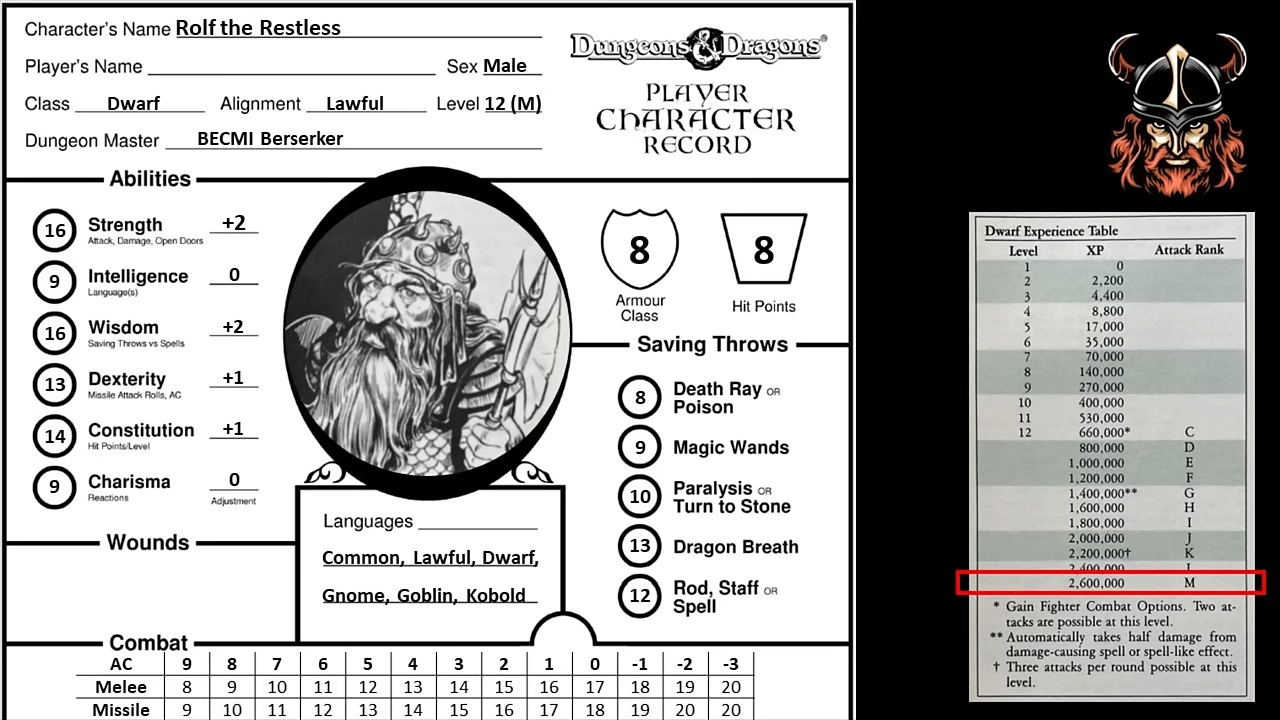 Character's Name Rolf the Restless
Player's Name Sex Male
Class Dwarf Alignment Lawful Level 12 (M)
Dungeon Master BECMI Berserker
Dungeons & Dragons®
PLAYER
CHARACTER
RECORD
Abilities
16 Strength +2
Attack, Damage, Open Doors
9 Intelligence 0
Language(s)
16 Wisdom +2
Saving Throws vs Spells
13 Dexterity +1
Missile Attack Rolls, AC
14 Constitution +1
Hit Points/Level
9 Charisma 0
Reactions Adjustment
8 8
Armour
Class
Hit Points
Saving Throws
8 Death Ray OR
Poison
9 Magic Wands
10 Paralysis OR
Turn to Stone
13 Dragon Breath
12 Rod, Staff OR
Spell
Wounds
Languages
Common, Lawful, Dwarf,
Gnome, Goblin, Kobold
Combat
AC 9 8 7 6 5 4 3 2 1 0 -1 -2 -3
Melee 8 9 10 11 12 13 14 15 16 17 18 19 20
Missile 9 10 11 12 13 14 15 16 17 18 19 20 20
Dwarf Experience Table
Level XP Attack Rank
1 0
2 2,200
3 4,400
4 8,800
5 17,000
6 35,000
7 70,000
8 140,000
9 270,000
10 400,000
11 530,000
12 660,000* C
800,000 D
1,000,000 E
1,200,000 F
1,400,000** G
1,600,000 H
1,800,000 I
2,000,000 J
2,200,000† K
2,400,000 L
2,600,000 M
* Gain Fighter Combat Options. Two at-
tacks are possible at this level.
** Automatically takes half damage from
damage-causing spell or spell-like effect.
† Three attacks per round possible at this
level.